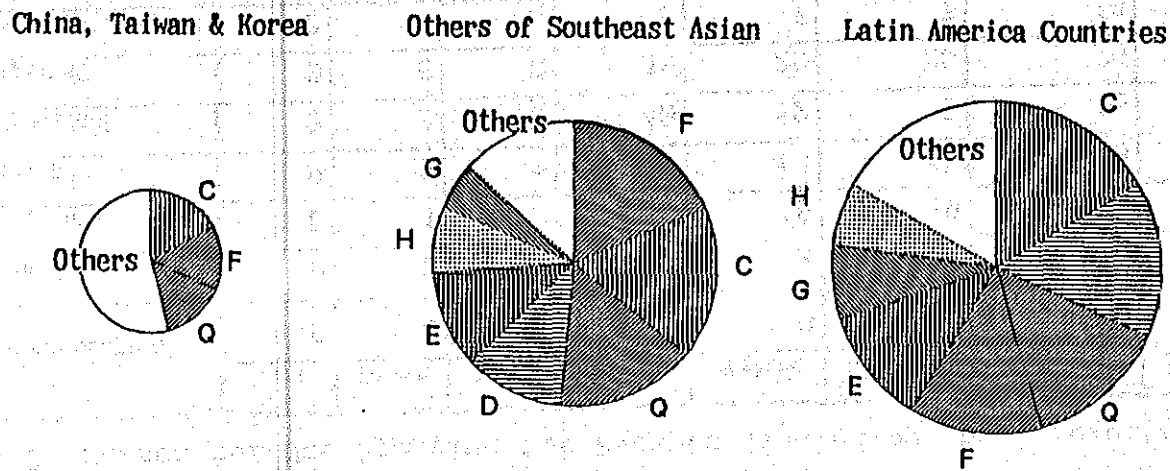 China, Taiwan & Korea
Others of Southeast Asian
Latin America Countries
C
F
Q
Others
Others
F
C
Q
D
E
H
G
Others
C
Q
F
E
G
H